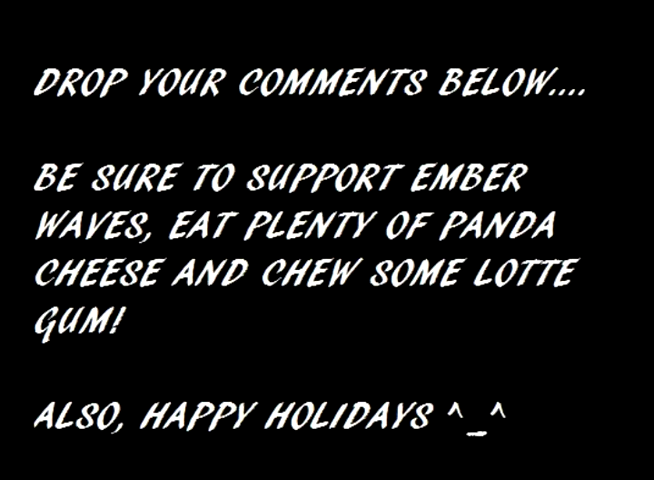 DROP YOUR COMMENTS BELOW....
BE SURE TO SUPPORT EMBER
WAVES, EAT PLENTY OF PANDA
CHEESE AND CHEW SOME LOTTE
GUM!
ALSO, HAPPY HOLIDAYS ^_^